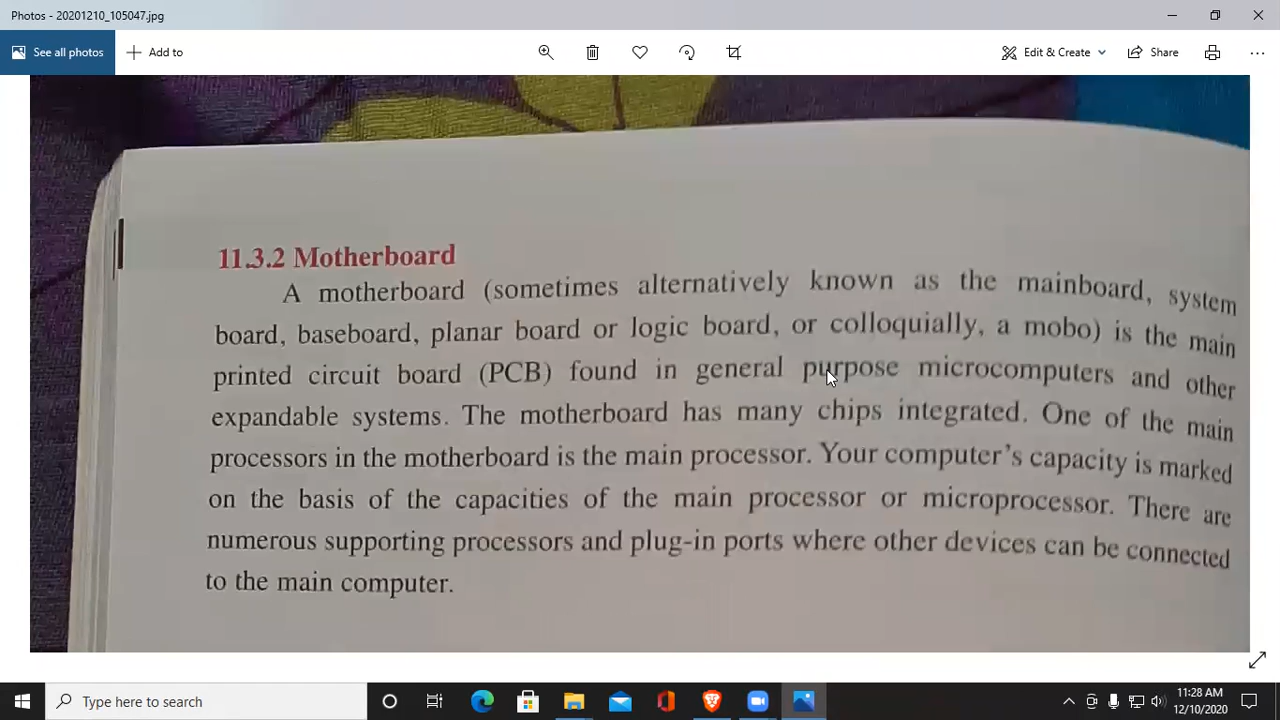 Photos - 20201210_105047.jpg
See all photos
Add to
Edit & Create
Share
11.3.2 Motherboard
A motherboard (sometimes alternatively known as the mainboard, system
board, baseboard, planar board or logic board, or colloquially, a mobo) is the main
printed circuit board (PCB) found in general purpose microcomputers and other
expandable systems. The motherboard has many chips integrated. One of the main
processors in the motherboard is the main processor. Your computer's capacity is marked
on the basis of the capacities of the main processor or microprocessor. There are
numerous supporting processors and plug-in ports where other devices can be connected
to the main computer.
Type here to search
11:28 AM
12/10/2020